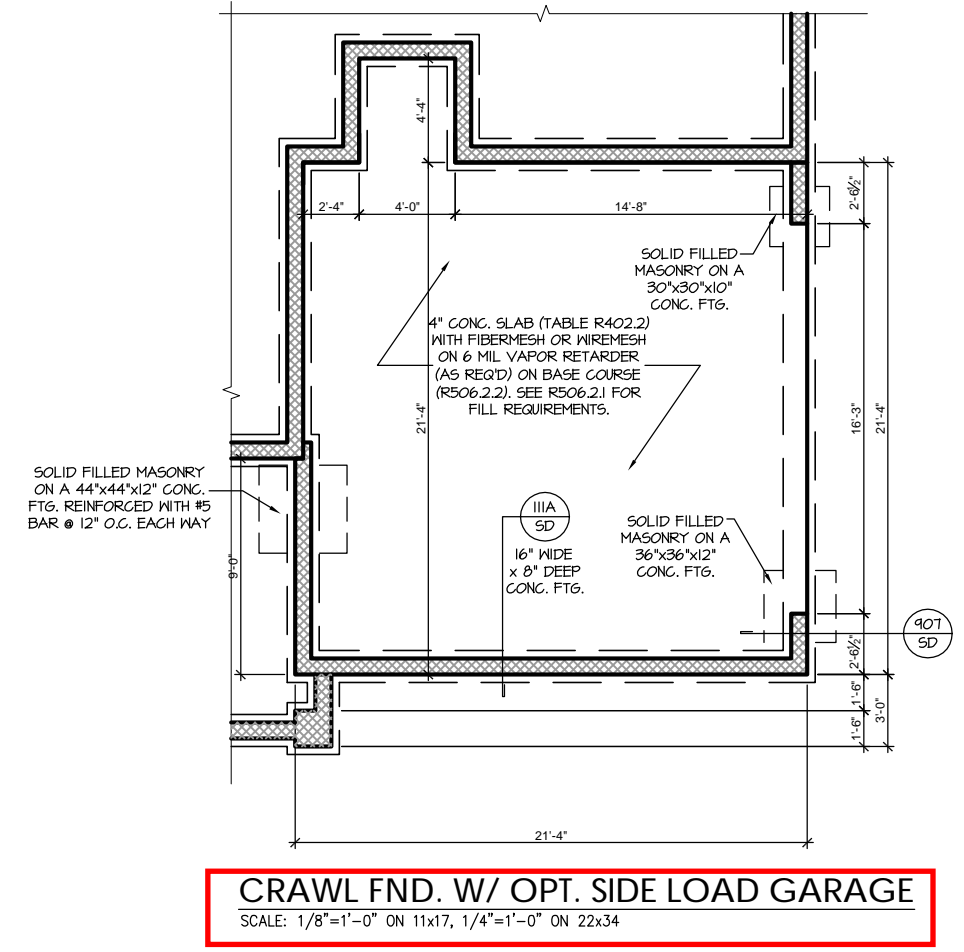 4'-4"
2'-4"
4'-0"
14'-8"
2'-6½"
SOLID FILLED
MASONRY ON A
30"x30"x10"
CONC. FTG.
4" CONC. SLAB (TABLE R402.2)
WITH FIBERMESH OR WIREMESH
ON 6 MIL VAPOR RETARDER
(AS REQ'D) ON BASE COURSE
(R506.2.2). SEE R506.2.1 FOR
FILL REQUIREMENTS.
21'-4"
16'-3"
21'-4"
SOLID FILLED MASONRY
ON A 44"x44"x12" CONC.
FTG. REINFORCED WITH #5
BAR @ 12" O.C. EACH WAY
111A
SD
16" WIDE
x 8" DEEP
CONC. FTG.
SOLID FILLED
MASONRY ON A
36"x36"x12"
CONC. FTG.
9'-0"
907
SD
2'-6½"
1'-6"
3'-0"
1'-6"
21'-4"
CRAWL FND. W/ OPT. SIDE LOAD GARAGE
SCALE: 1/8"=1'-0" ON 11x17, 1/4"=1'-0" ON 22x34